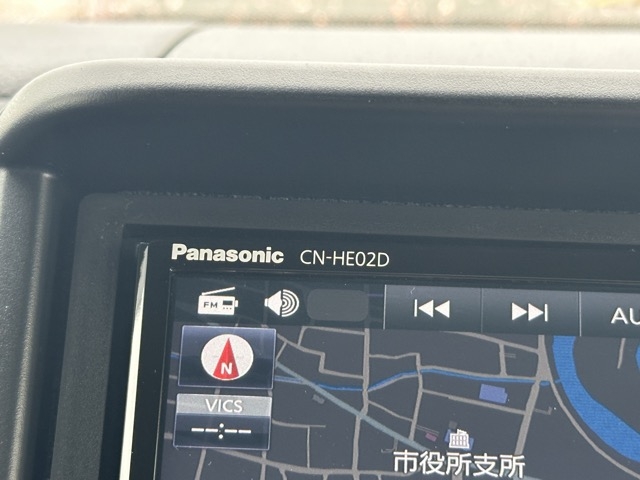 Panasonic CN-HE02D
FM
AU
N
VICS
--:--
市役所支所